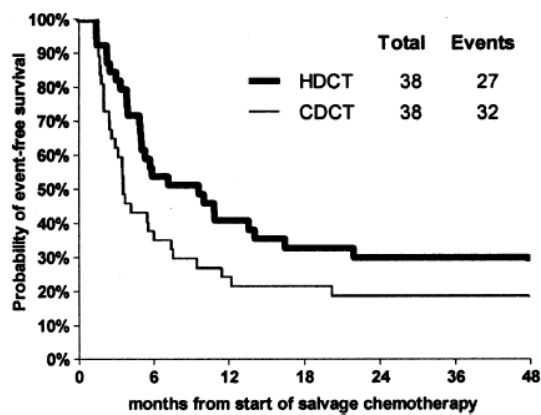 Probability of event-free survival
100%
90%
80%
70%
60%
50%
40%
30%
20%
10%
0%
Total Events
HDCT 38 27
CDCT 38 32
0 6 12 18 24 36 48
months from start of salvage chemotherapy